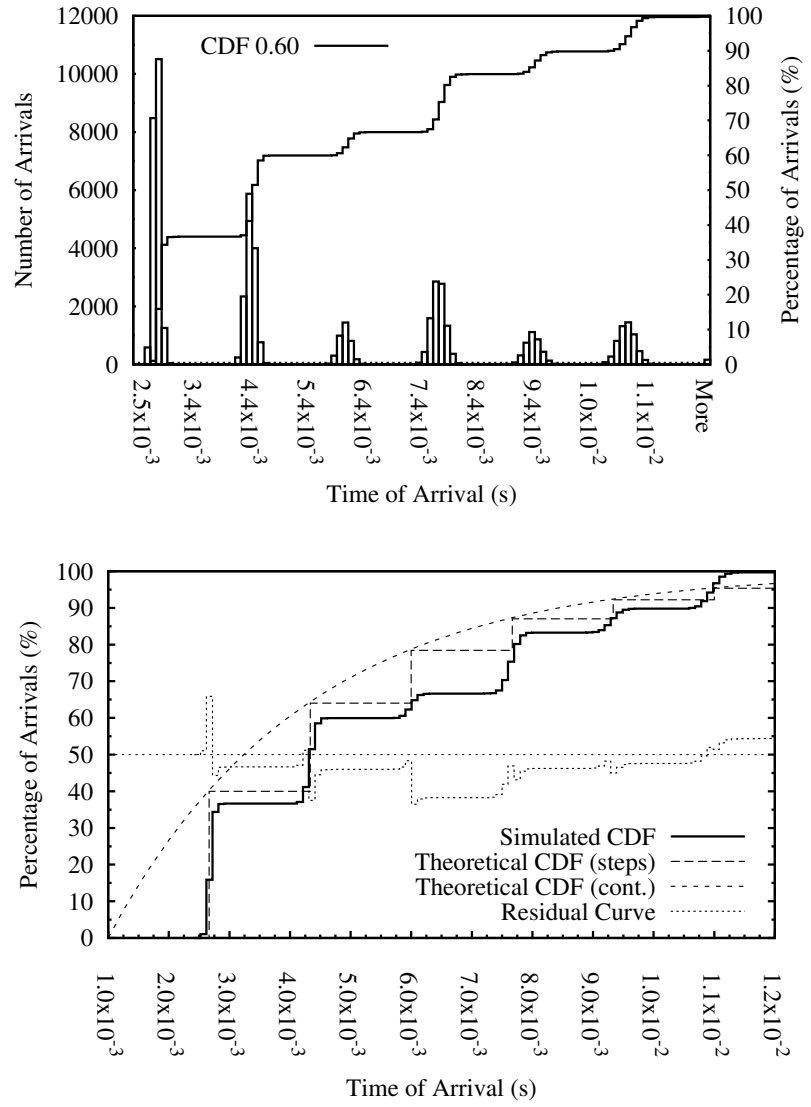 12000
10000
8000
6000
4000
2000
0
Number of Arrivals
CDF 0.60
100
90
80
70
60
50
40
30
20
10
0
Percentage of Arrivals (%)
2.5x10-3
3.4x10-3
4.4x10-3
5.4x10-3
6.4x10-3
7.4x10-3
8.4x10-3
9.4x10-3
1.0x10-2
1.1x10-2
More
Time of Arrival (s)
100
90
80
70
60
50
40
30
20
10
0
Percentage of Arrivals (%)
Simulated CDF
Theoretical CDF (steps)
Theoretical CDF (cont.)
Residual Curve
1.0x10-3
2.0x10-3
3.0x10-3
4.0x10-3
5.0x10-3
6.0x10-3
7.0x10-3
8.0x10-3
9.0x10-3
1.0x10-2
1.1x10-2
1.2x10-2
Time of Arrival (s)